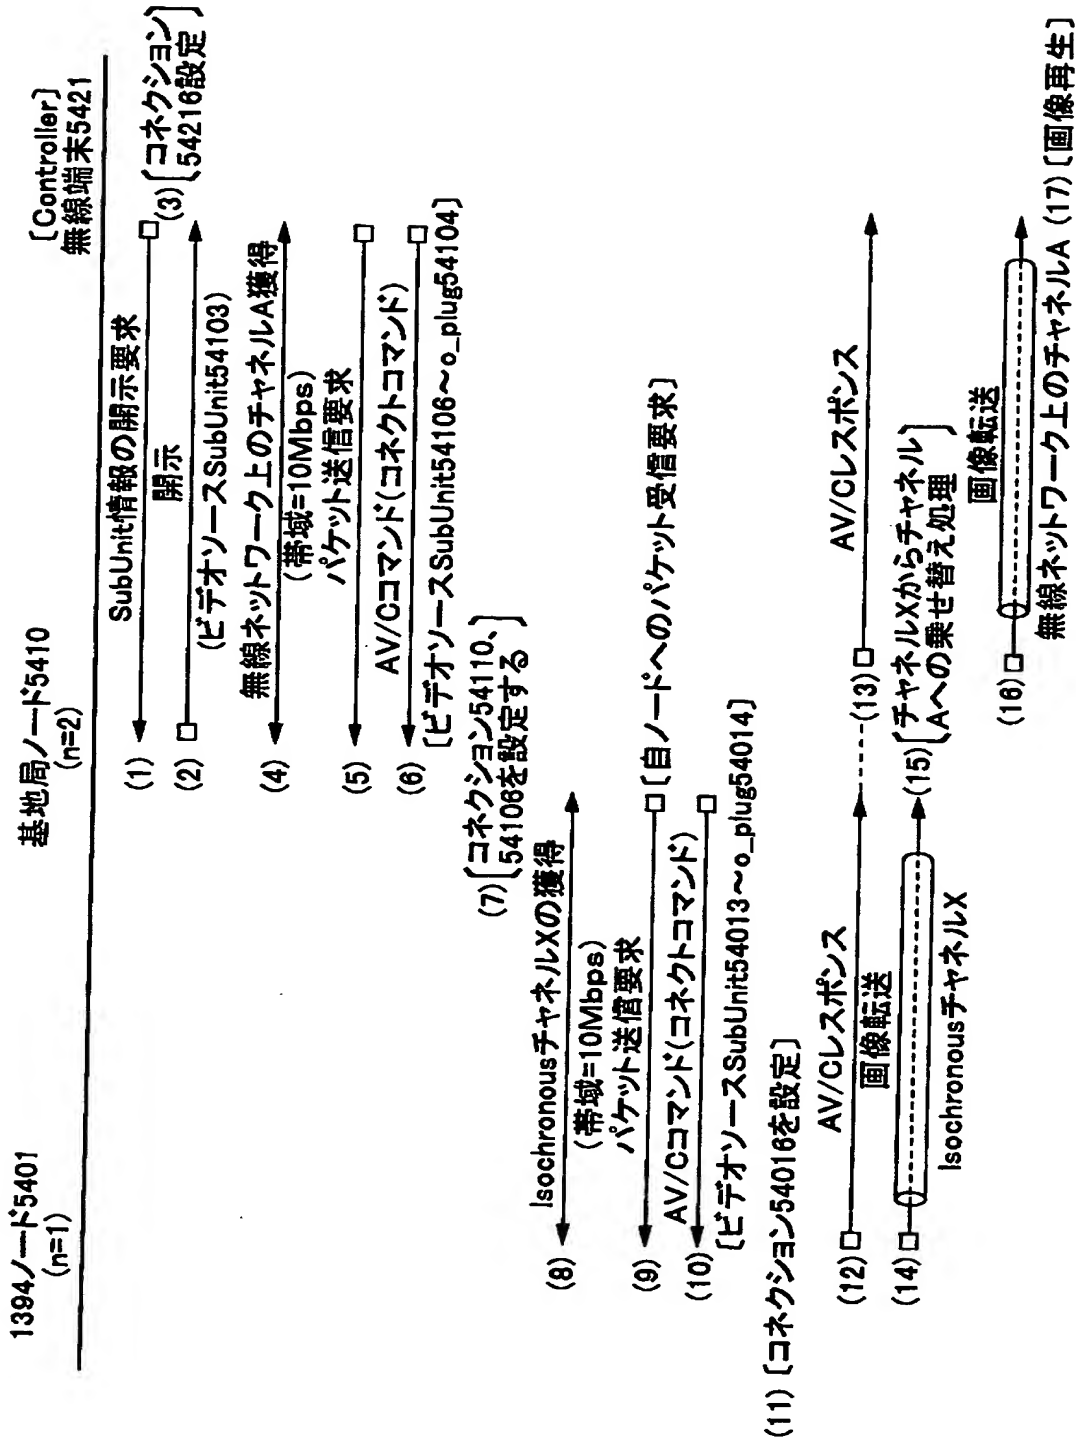 1394ノード5401
(n=1)
基地局ノード5410
(n=2)
[Controller]
無線端末5421
(1)
SubUnit情報の開示要求
(2)
開示
(ビデオソースSubUnit54103)
(3)[コネクション
54216設定]
(4)
無線ネットワーク上のチャネルA獲得
(帯域=10Mbps)
(5)
パケット送信要求
(6)
AV/Cコマンド(コネクトコマンド)
[ビデオソースSubUnit54106~o_plug54104]
(7)[コネクション54110、
54106を設定する]
(8)
IsochronousチャネルXの獲得
(帯域=10Mbps)
(9)
パケット送信要求
[自ノードへのパケット受信要求]
(10)
AV/Cコマンド(コネクトコマンド)
[ビデオソースSubUnit54013~o_plug54014]
(11)[コネクション54016を設定]
(12)
AV/Cレスポンス
(13)
AV/Cレスポンス
(14)
画像転送
IsochronousチャネルX
(15)[チャネルXからチャネル
Aへの乗せ替え処理]
(16)
画像転送
無線ネットワーク上のチャネルA
(17)[画像再生]